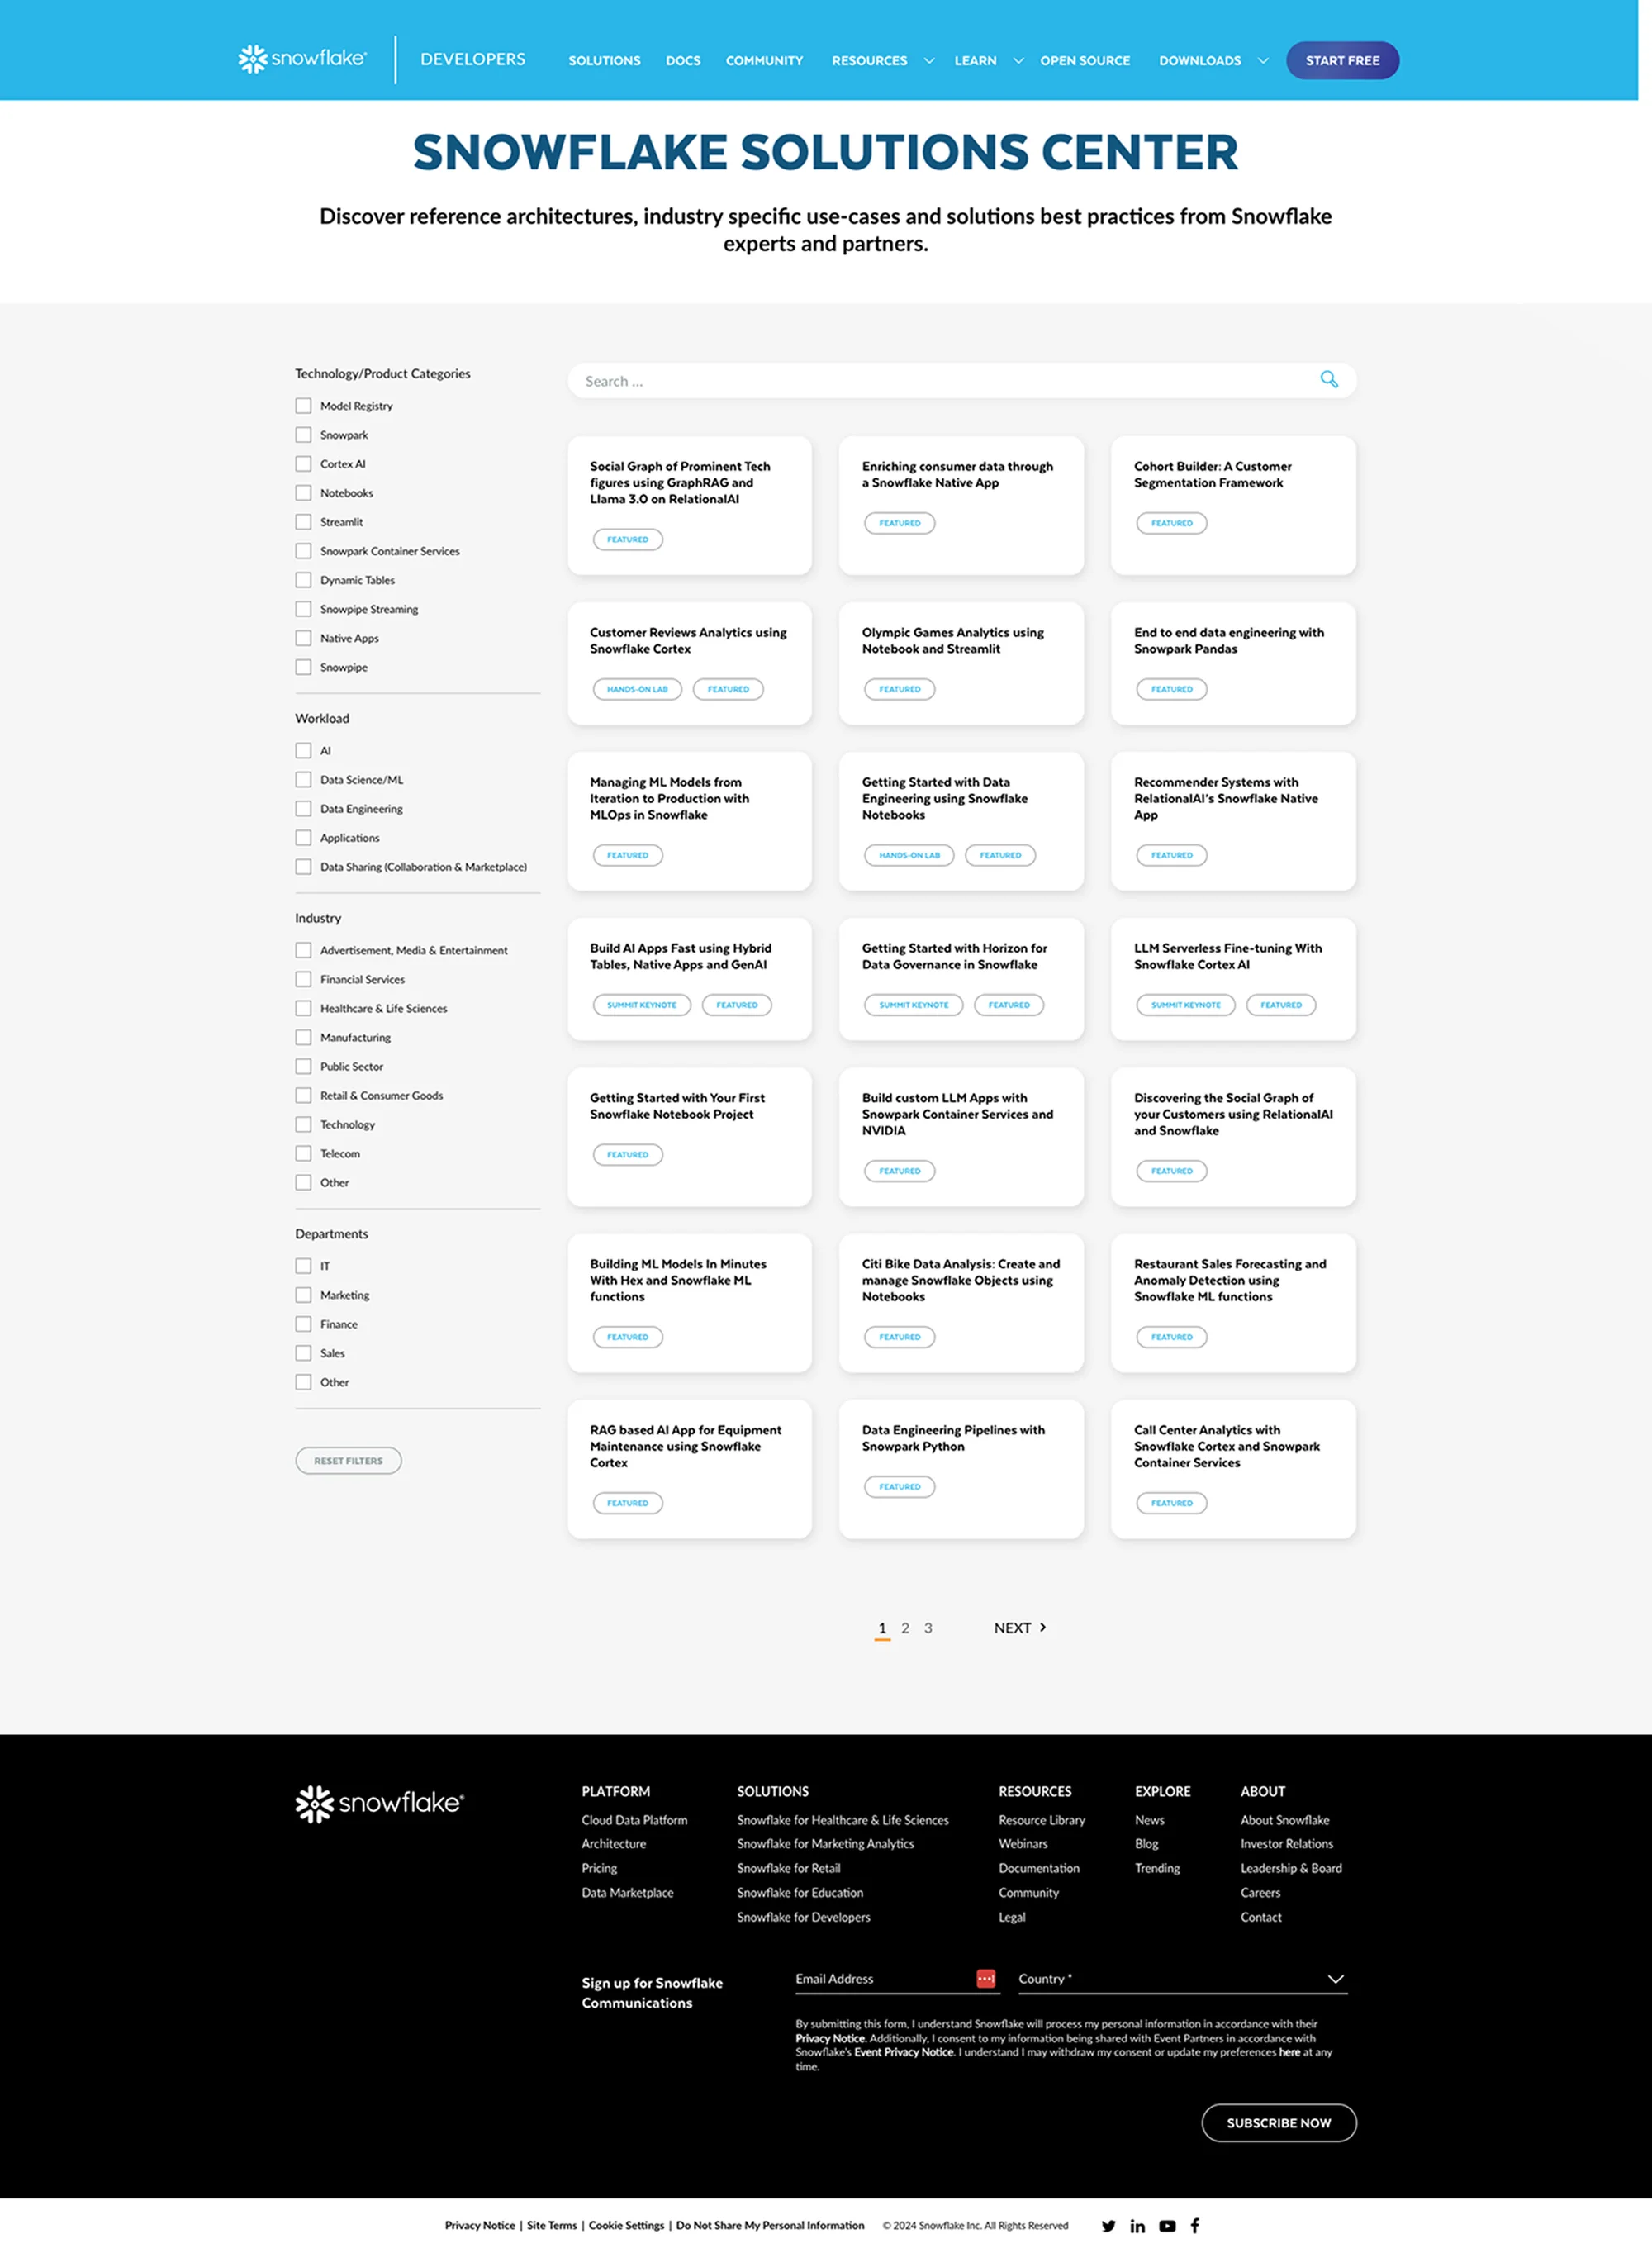 snowflake®
DEVELOPERS
SOLUTIONS
DOCS
COMMUNITY
RESOURCES
LEARN
OPEN SOURCE
DOWNLOADS
START FREE
SNOWFLAKE SOLUTIONS CENTER
Discover reference architectures, industry specific use-cases and solutions best practices from Snowflake
experts and partners.
Technology/Product Categories
Model Registry
Snowpark
Cortex AI
Notebooks
Streamlit
Snowpark Container Services
Dynamic Tables
Snowpipe Streaming
Native Apps
Snowpipe
Workload
AI
Data Science/ML
Data Engineering
Applications
Data Sharing (Collaboration & Marketplace)
Industry
Advertisement, Media & Entertainment
Financial Services
Healthcare & Life Sciences
Manufacturing
Public Sector
Retail & Consumer Goods
Technology
Telecom
Other
Departments
IT
Marketing
Finance
Sales
Other
RESET FILTERS
Search ...
Social Graph of Prominent Tech
figures using GraphRAG and
Llama 3.0 on RelationalAI
FEATURED
Enriching consumer data through
a Snowflake Native App
FEATURED
Cohort Builder: A Customer
Segmentation Framework
FEATURED
Customer Reviews Analytics using
Snowflake Cortex
HANDS-ON LAB
FEATURED
Olympic Games Analytics using
Notebook and Streamlit
FEATURED
End to end data engineering with
Snowpark Pandas
FEATURED
Managing ML Models from
Iteration to Production with
MLOps in Snowflake
FEATURED
Getting Started with Data
Engineering using Snowflake
Notebooks
HANDS-ON LAB
FEATURED
Recommender Systems with
RelationalAI's Snowflake Native
App
FEATURED
Build AI Apps Fast using Hybrid
Tables, Native Apps and GenAI
SUMMIT KEYNOTE
FEATURED
Getting Started with Horizon for
Data Governance in Snowflake
SUMMIT KEYNOTE
FEATURED
LLM Serverless Fine-tuning With
Snowflake Cortex AI
SUMMIT KEYNOTE
FEATURED
Getting Started with Your First
Snowflake Notebook Project
FEATURED
Build custom LLM Apps with
Snowpark Container Services and
NVIDIA
FEATURED
Discovering the Social Graph of
your Customers using RelationalAI
and Snowflake
FEATURED
Building ML Models In Minutes
With Hex and Snowflake ML
functions
FEATURED
Citi Bike Data Analysis: Create and
manage Snowflake Objects using
Notebooks
FEATURED
Restaurant Sales Forecasting and
Anomaly Detection using
Snowflake ML functions
FEATURED
RAG based AI App for Equipment
Maintenance using Snowflake
Cortex
FEATURED
Data Engineering Pipelines with
Snowpark Python
FEATURED
Call Center Analytics with
Snowflake Cortex and Snowpark
Container Services
FEATURED
1 2 3 NEXT >
snowflake®
PLATFORM
Cloud Data Platform
Architecture
Pricing
Data Marketplace
SOLUTIONS
Snowflake for Healthcare & Life Sciences
Snowflake for Marketing Analytics
Snowflake for Retail
Snowflake for Education
Snowflake for Developers
RESOURCES
Resource Library
Webinars
Documentation
Community
Legal
EXPLORE
News
Blog
Trending
ABOUT
About Snowflake
Investor Relations
Leadership & Board
Careers
Contact
Sign up for Snowflake
Communications
Email Address
Country *
By submitting this form, I understand Snowflake will process my personal information in accordance with their
Privacy Notice. Additionally, I consent to my information being shared with Event Partners in accordance with
Snowflake's Event Privacy Notice. I understand I may withdraw my consent or update my preferences here at any
time.
SUBSCRIBE NOW
Privacy Notice | Site Terms | Cookie Settings | Do Not Share My Personal Information © 2024 Snowflake Inc. All Rights Reserved